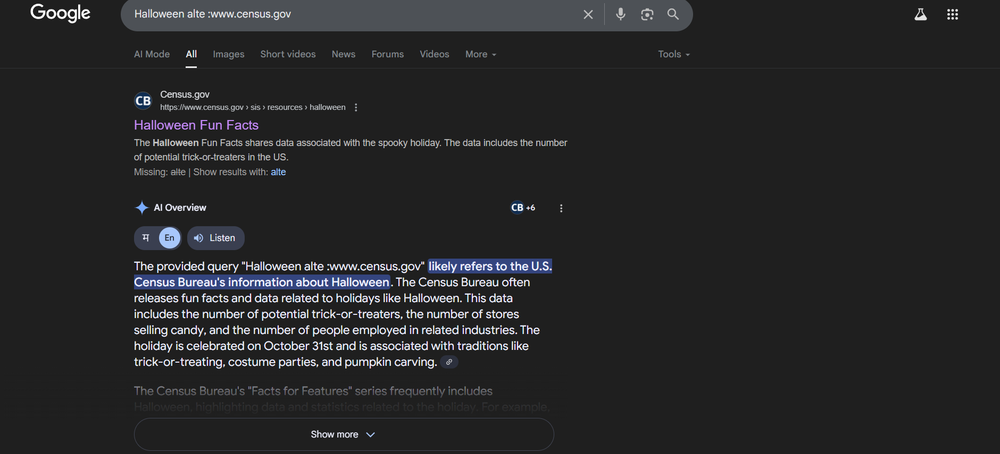 Google
Halloween alte :www.census.gov
AI Mode All Images Short videos News Forums Videos More Tools
CB
Census.gov
https://www.census.gov › sis › resources › halloween
Halloween Fun Facts
The Halloween Fun Facts shares data associated with the spooky holiday. The data includes the number
of potential trick-or-treaters in the US.
Missing: alte | Show results with: alte
AI Overview CB +6
म En Listen
The provided query "Halloween alte :www.census.gov" likely refers to the U.S.
Census Bureau's information about Halloween. The Census Bureau often
releases fun facts and data related to holidays like Halloween. This data
includes the number of potential trick-or-treaters, the number of stores
selling candy, and the number of people employed in related industries. The
holiday is celebrated on October 31st and is associated with traditions like
trick-or-treating, costume parties, and pumpkin carving.
The Census Bureau's "Facts for Features" series frequently includes
Halloween, highlighting data and statistics related to the holiday. For example,
Show more